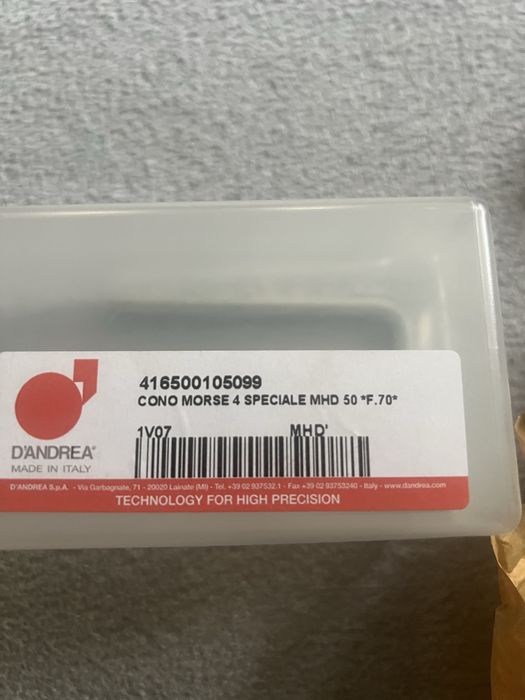 416500105099
CONO MORSE 4 SPECIALE MHD 50 *F.70*
1V07 MHD'
D'ANDREA®
MADE IN ITALY
D'ANDREA S.p.A. - Via Garbagnate, 71 - 20020 Lainate (MI) - Tel. +39 02 937532.1 - Fax +39 02 93753240 - Italy - www.dandrea.com
TECHNOLOGY FOR HIGH PRECISION